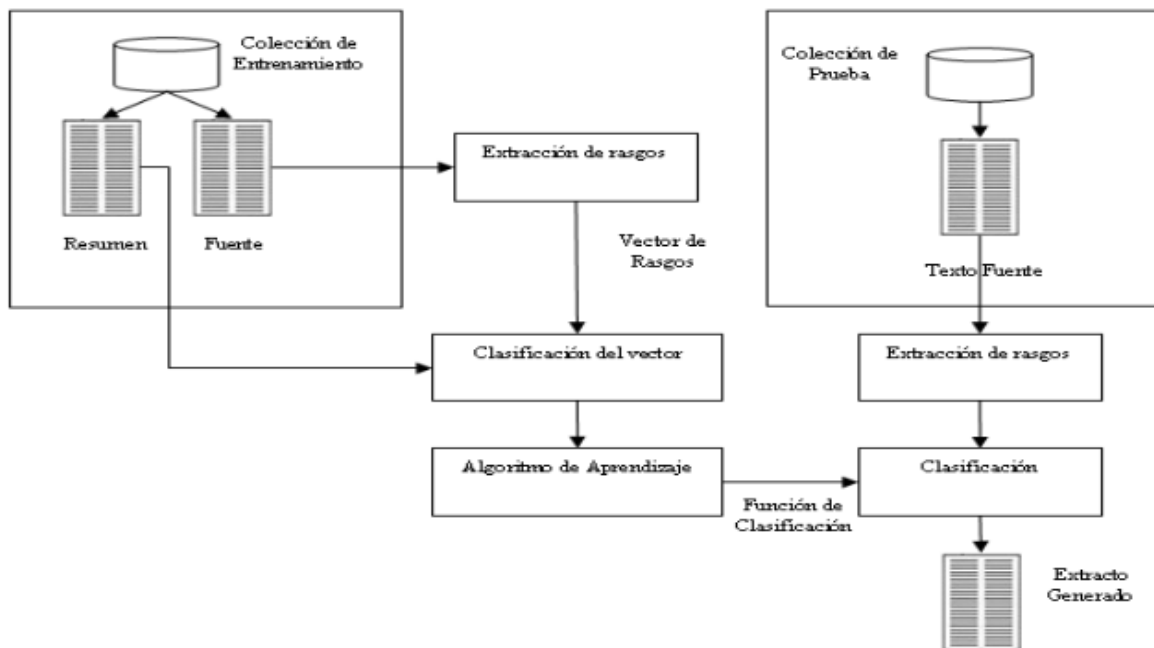 Colección de
Entrenamiento
Resumen
Fuente
Extracción de rasgos
Vector de
Rasgos
Clasificación del vector
Algoritmo de Aprendizaje
Función de
Clasificación
Colección de
Prueba
Texto Fuente
Extracción de rasgos
Clasificación
Extracto
Generado